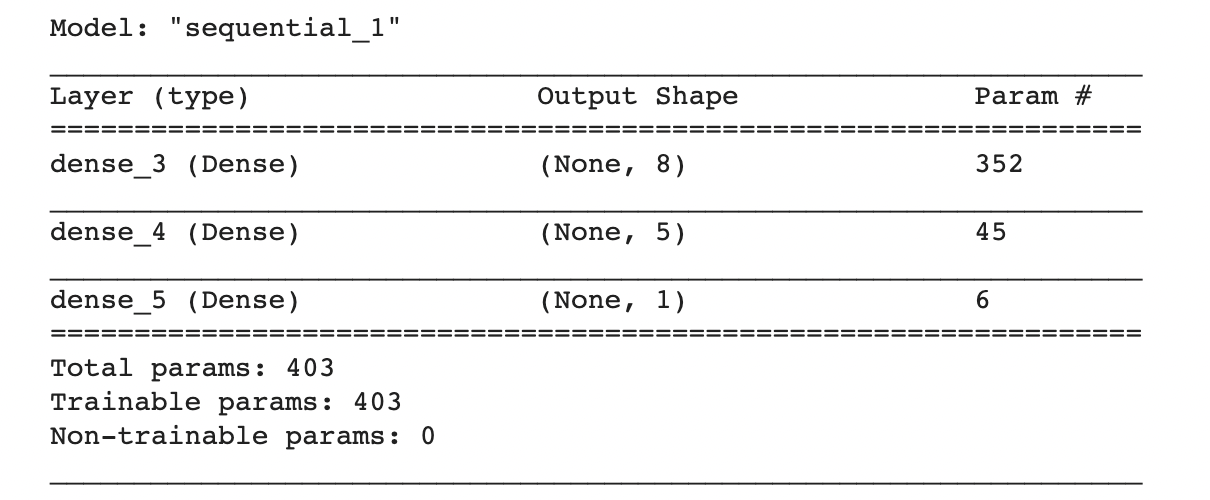 Model: "sequential_1"
Layer (type) Output Shape Param #
=================================================================
dense_3 (Dense) (None, 8) 352
dense_4 (Dense) (None, 5) 45
dense_5 (Dense) (None, 1) 6
=================================================================
Total params: 403
Trainable params: 403
Non-trainable params: 0